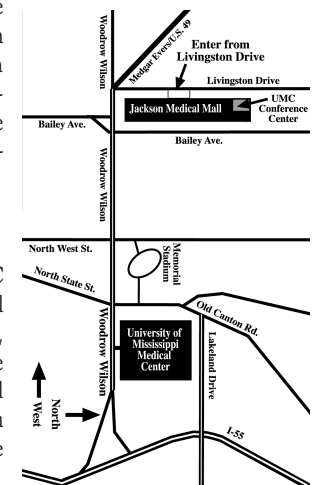 e
n
n
-
e
-
C
l
,
e
l
n
e
Woodrow Wilson
Medgar Evers/U.S. 49
Enter from
Livingston Drive
Livingston Drive
Jackson Medical Mall
UMC
Conference
Center
Bailey Ave.
Bailey Ave.
Woodrow Wilson
North West St.
Memorial
Stadium
North State St.
Old Canton Rd.
Woodrow Wilson
University of
Mississippi
Medical
Center
Lakeland Drive
North
West
I-55